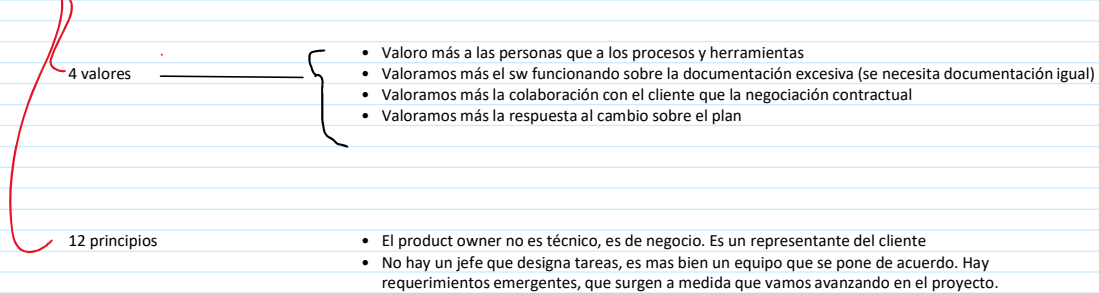 4 valores
• Valoro más a las personas que a los procesos y herramientas
• Valoramos más el sw funcionando sobre la documentación excesiva (se necesita documentación igual)
• Valoramos más la colaboración con el cliente que la negociación contractual
• Valoramos más la respuesta al cambio sobre el plan
12 principios
• El product owner no es técnico, es de negocio. Es un representante del cliente
• No hay un jefe que designa tareas, es mas bien un equipo que se pone de acuerdo. Hay
requerimientos emergentes, que surgen a medida que vamos avanzando en el proyecto.